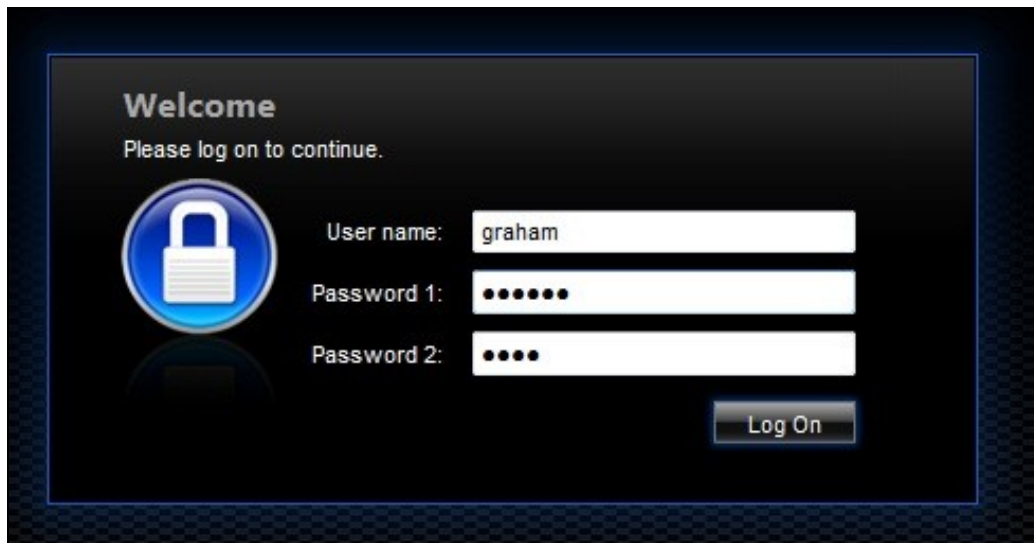 Welcome
Please log on to continue.
User name: graham
Password 1: ••••••
Password 2: ••••
Log On